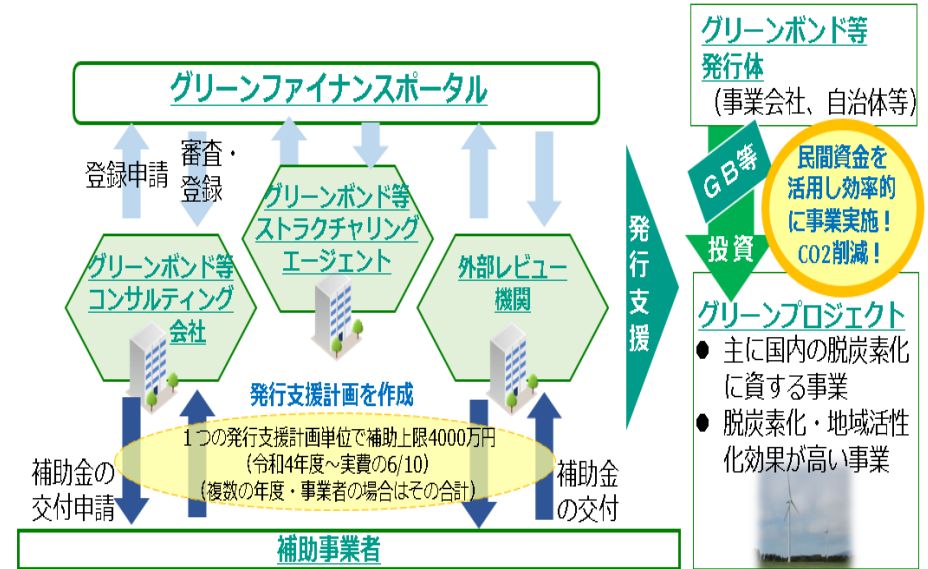 グリーンファイナンスポータル
登録申請
審査・
登録
グリーンボンド等
コンサルティング
会社
グリーンボンド等
ストラクチャリング
エージェント
外部レビュー
機関
発行支援計画を作成
1つの発行支援計画単位で補助上限4000万円
(令和4年度~実費の6/10)
(複数の年度・事業者の場合はその合計)
補助金の
交付申請
補助金
の交付
補助事業者
発行支援
グリーンボンド等
発行体
(事業会社、自治体等)
GB等
投資
民間資金を
活用し効率的
に事業実施!
CO2削減!
グリーンプロジェクト
● 主に国内の脱炭素化
に資する事業
● 脱炭素化・地域活性
化効果が高い事業